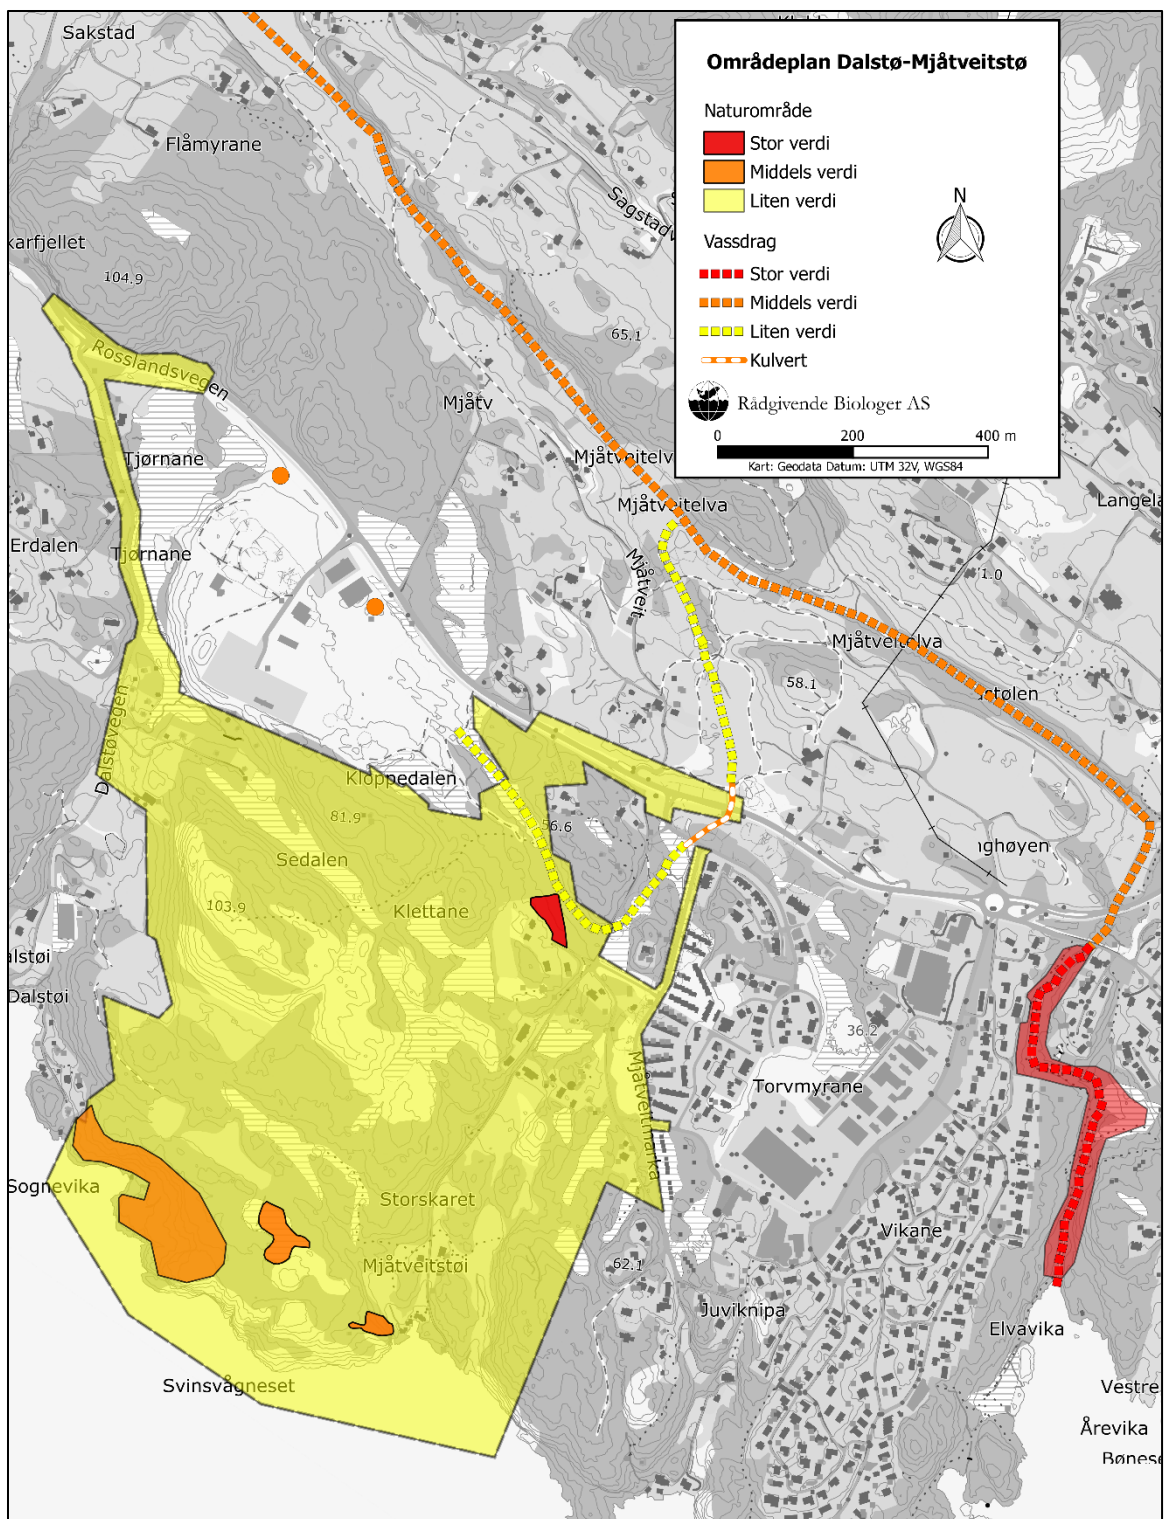 Sakstad
Flåmyrane
karfjellet
104,9
Rosslandsvegen
Sagstadv
65,1
Mjåtv
Områdeplan Dalstø-Mjåtveitstø
Naturområde
Stor verdi
Middels verdi
Liten verdi
N
Vassdrag
Stor verdi
Middels verdi
Liten verdi
Kulvert
Rådgivende Biologer AS
0 200 400 m
Kart: Geodata Datum: UTM 32V, WGS84
Tjørnane
Mjåtveitelv
Mjåtveitelva
Langela
Erdalen
Tjørnane
Mjåtveit
1.0
Mjåtveitelva
58.1
tølen
Dalstøvegen
Kloppedalen
81,9
56.6
Sedalen
nghøyen
103,9
Klettane
alstøi
Dalstøi
36.2
Mjåtveitmarka
Torvmyrane
Sognevika
Storskaret
Vikane
Mjåtveitstøi
62.1
Juviknipa
Elvavika
Svinsvågneset
Vestre
Årevika
Bønese